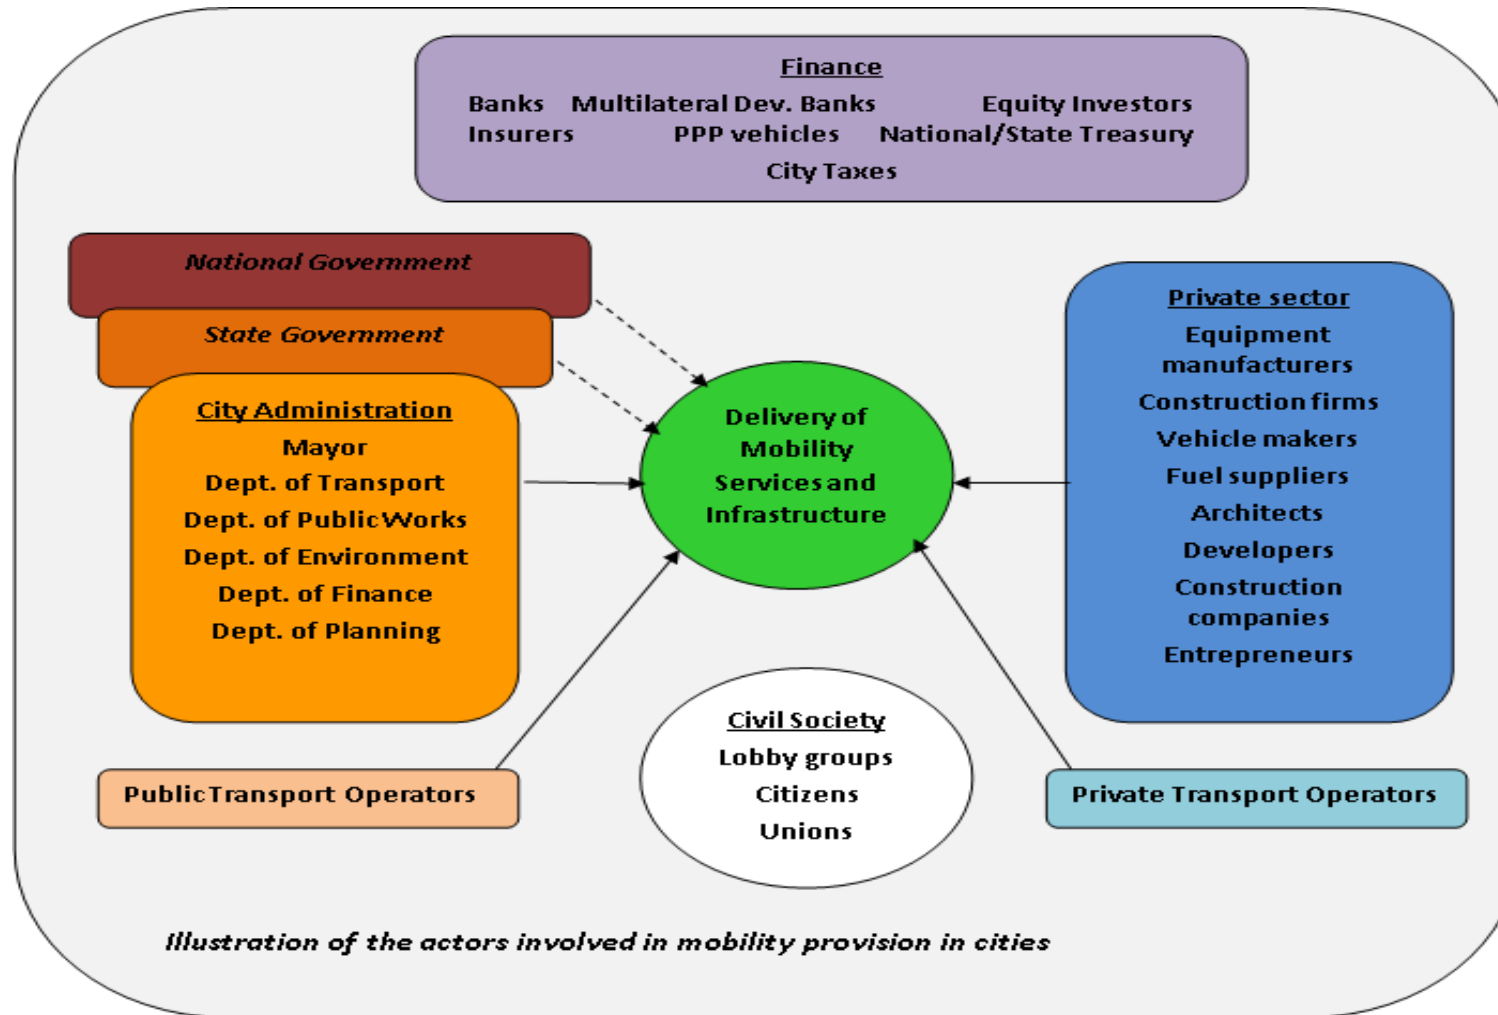 Finance
Banks Multilateral Dev. Banks Equity Investors
Insurers PPP vehicles National/State Treasury
City Taxes
National Government
State Government
City Administration
Mayor
Dept. of Transport
Dept. of Public Works
Dept. of Environment
Dept. of Finance
Dept. of Planning
Delivery of
Mobility
Services and
Infrastructure
Private sector
Equipment
manufacturers
Construction firms
Vehicle makers
Fuel suppliers
Architects
Developers
Construction
companies
Entrepreneurs
Public Transport Operators
Civil Society
Lobby groups
Citizens
Unions
Private Transport Operators
Illustration of the actors involved in mobility provision in cities